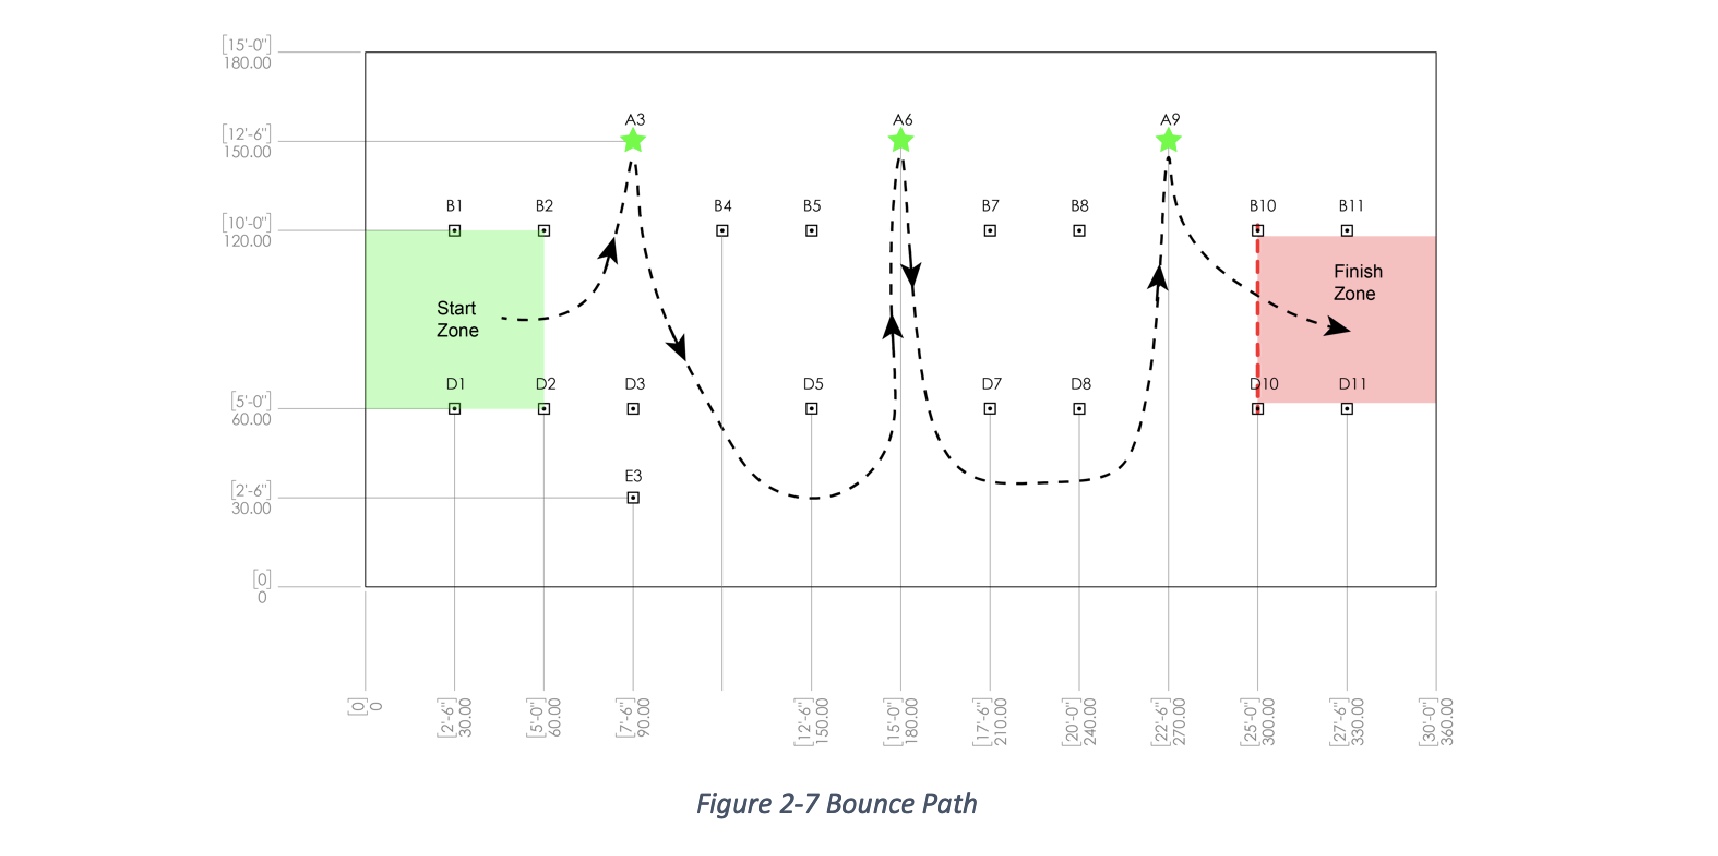 [15'-0"]
180.00
A3
A6
A9
[12'-6"]
150.00
B1
B2
B4
B5
B7
B8
B10
B11
[10'-0"]
120.00
Start
Zone
Finish
Zone
D1
D2
D3
D5
D7
D8
D10
D11
[5'-0"]
60.00
E3
[2'-6"]
30.00
[0]
0
[0]
0
[2'-6"]
30.00
[5'-0"]
60.00
[7'-6"]
90.00
[12'-6"]
150.00
[15'-0"]
180.00
[17'-6"]
210.00
[20'-0"]
240.00
[22'-6"]
270.00
[25'-0"]
300.00
[27'-6"]
330.00
[30'-0"]
360.00
Figure 2-7 Bounce Path